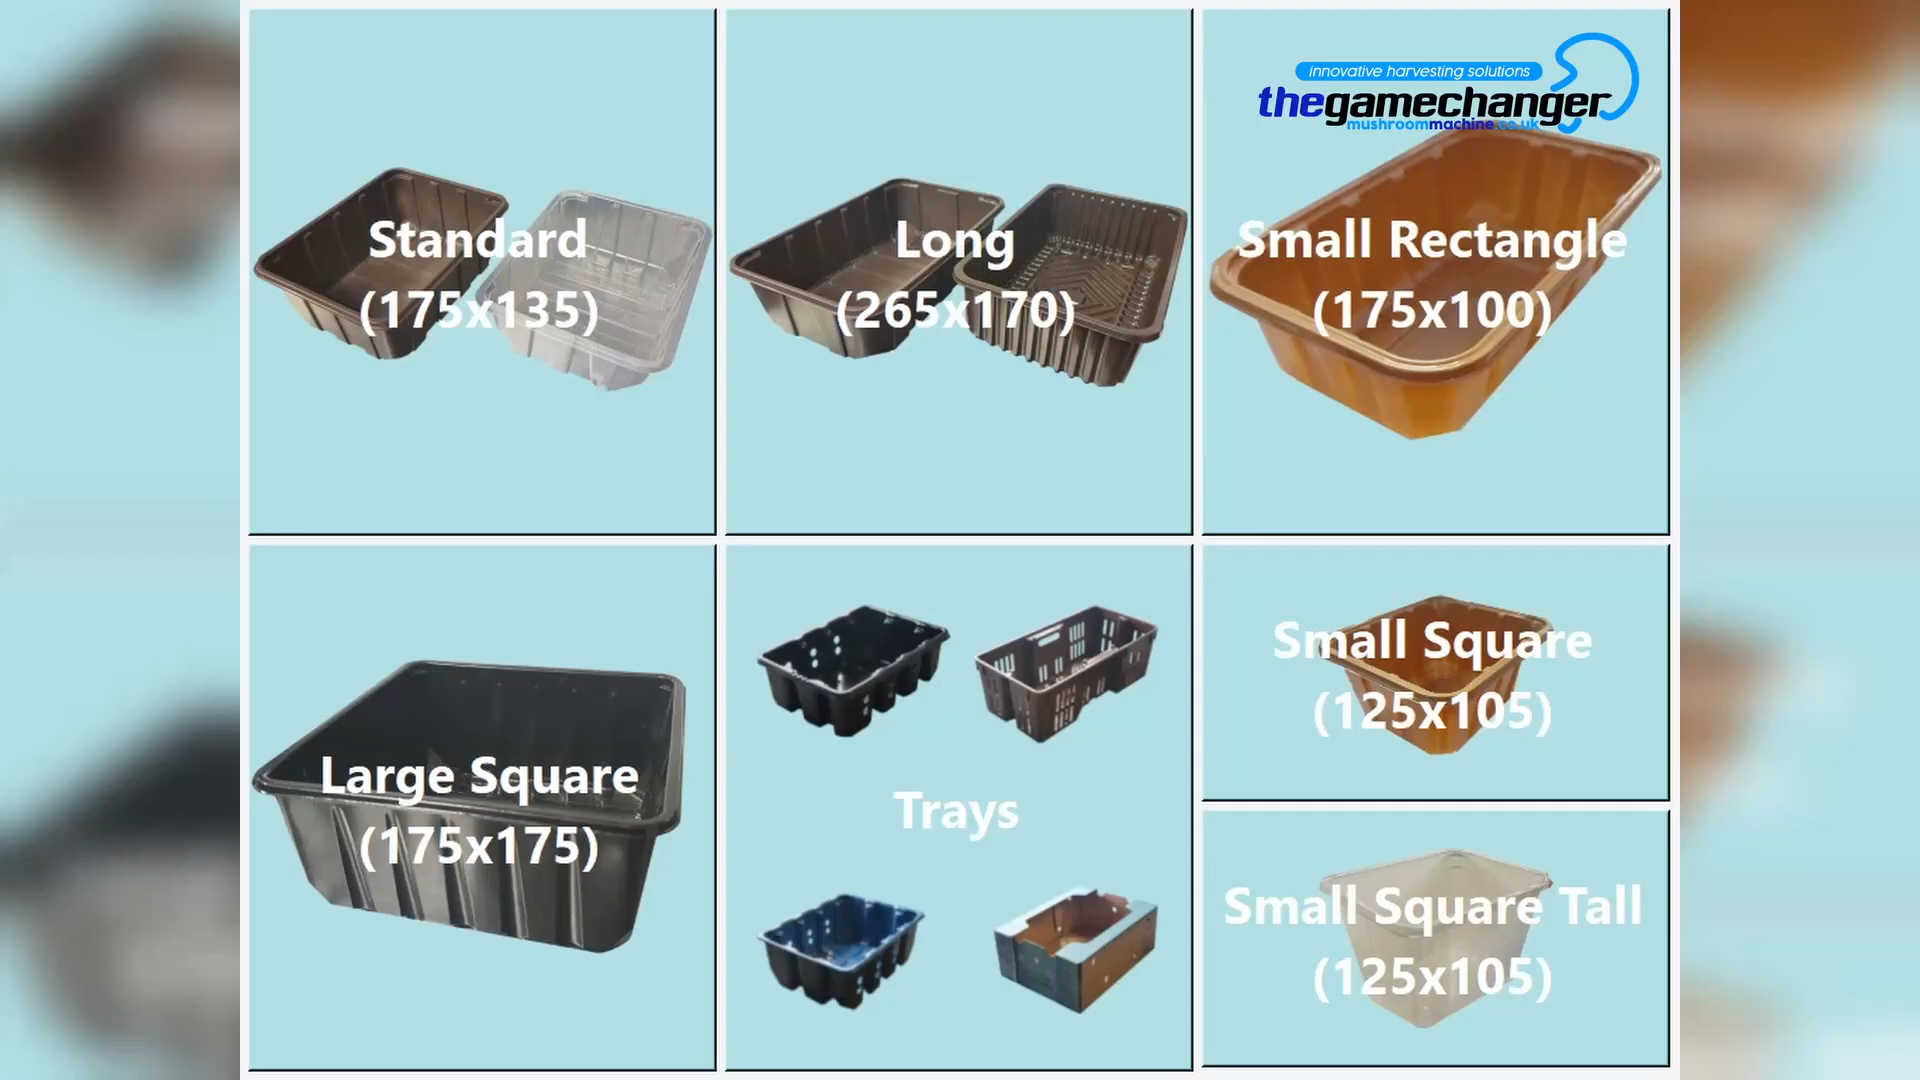 innovative harvesting solutions
thegamechanger
mushroommachine.co.uk
Standard
(175x135)
Long
(265x170)
Small Rectangle
(175x100)
Large Square
(175x175)
Trays
Small Square
(125x105)
Small Square Tall
(125x105)